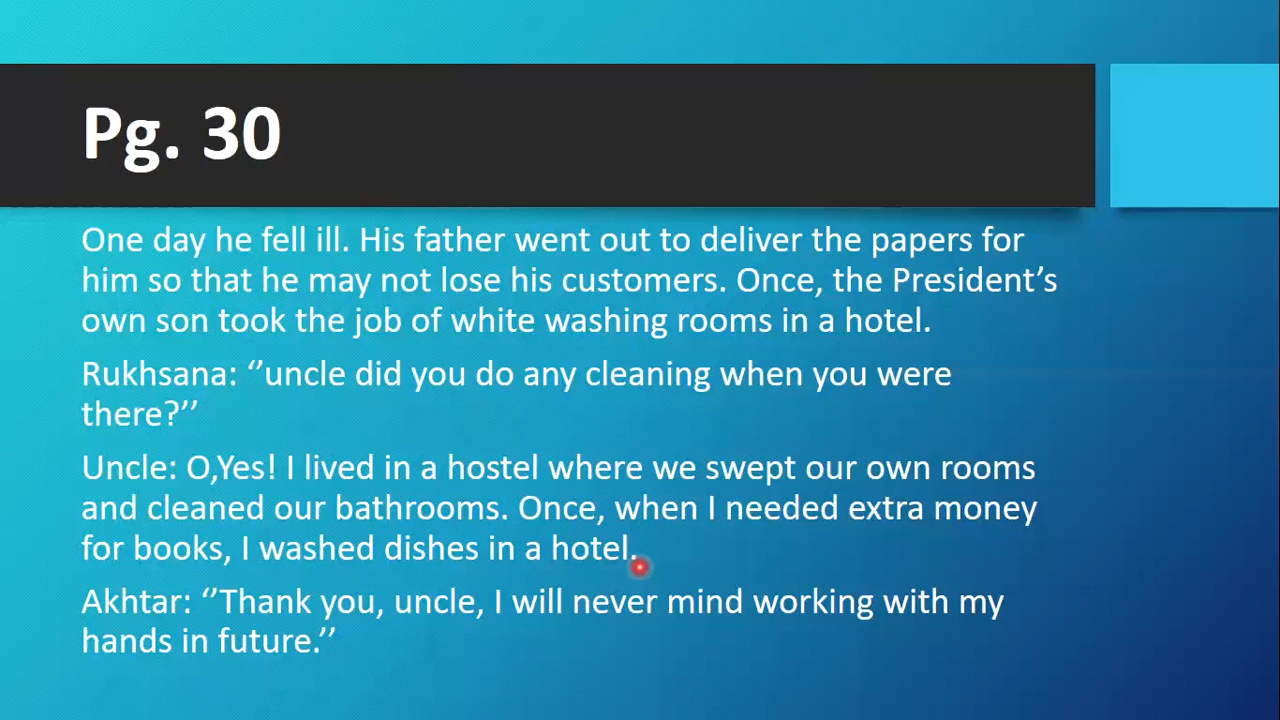 Pg. 30
One day he fell ill. His father went out to deliver the papers for
him so that he may not lose his customers. Once, the President’s
own son took the job of white washing rooms in a hotel.
Rukhsana: ‘’uncle did you do any cleaning when you were
there?’’
Uncle: O,Yes! I lived in a hostel where we swept our own rooms
and cleaned our bathrooms. Once, when I needed extra money
for books, I washed dishes in a hotel.
Akhtar: ‘’Thank you, uncle, I will never mind working with my
hands in future.’’